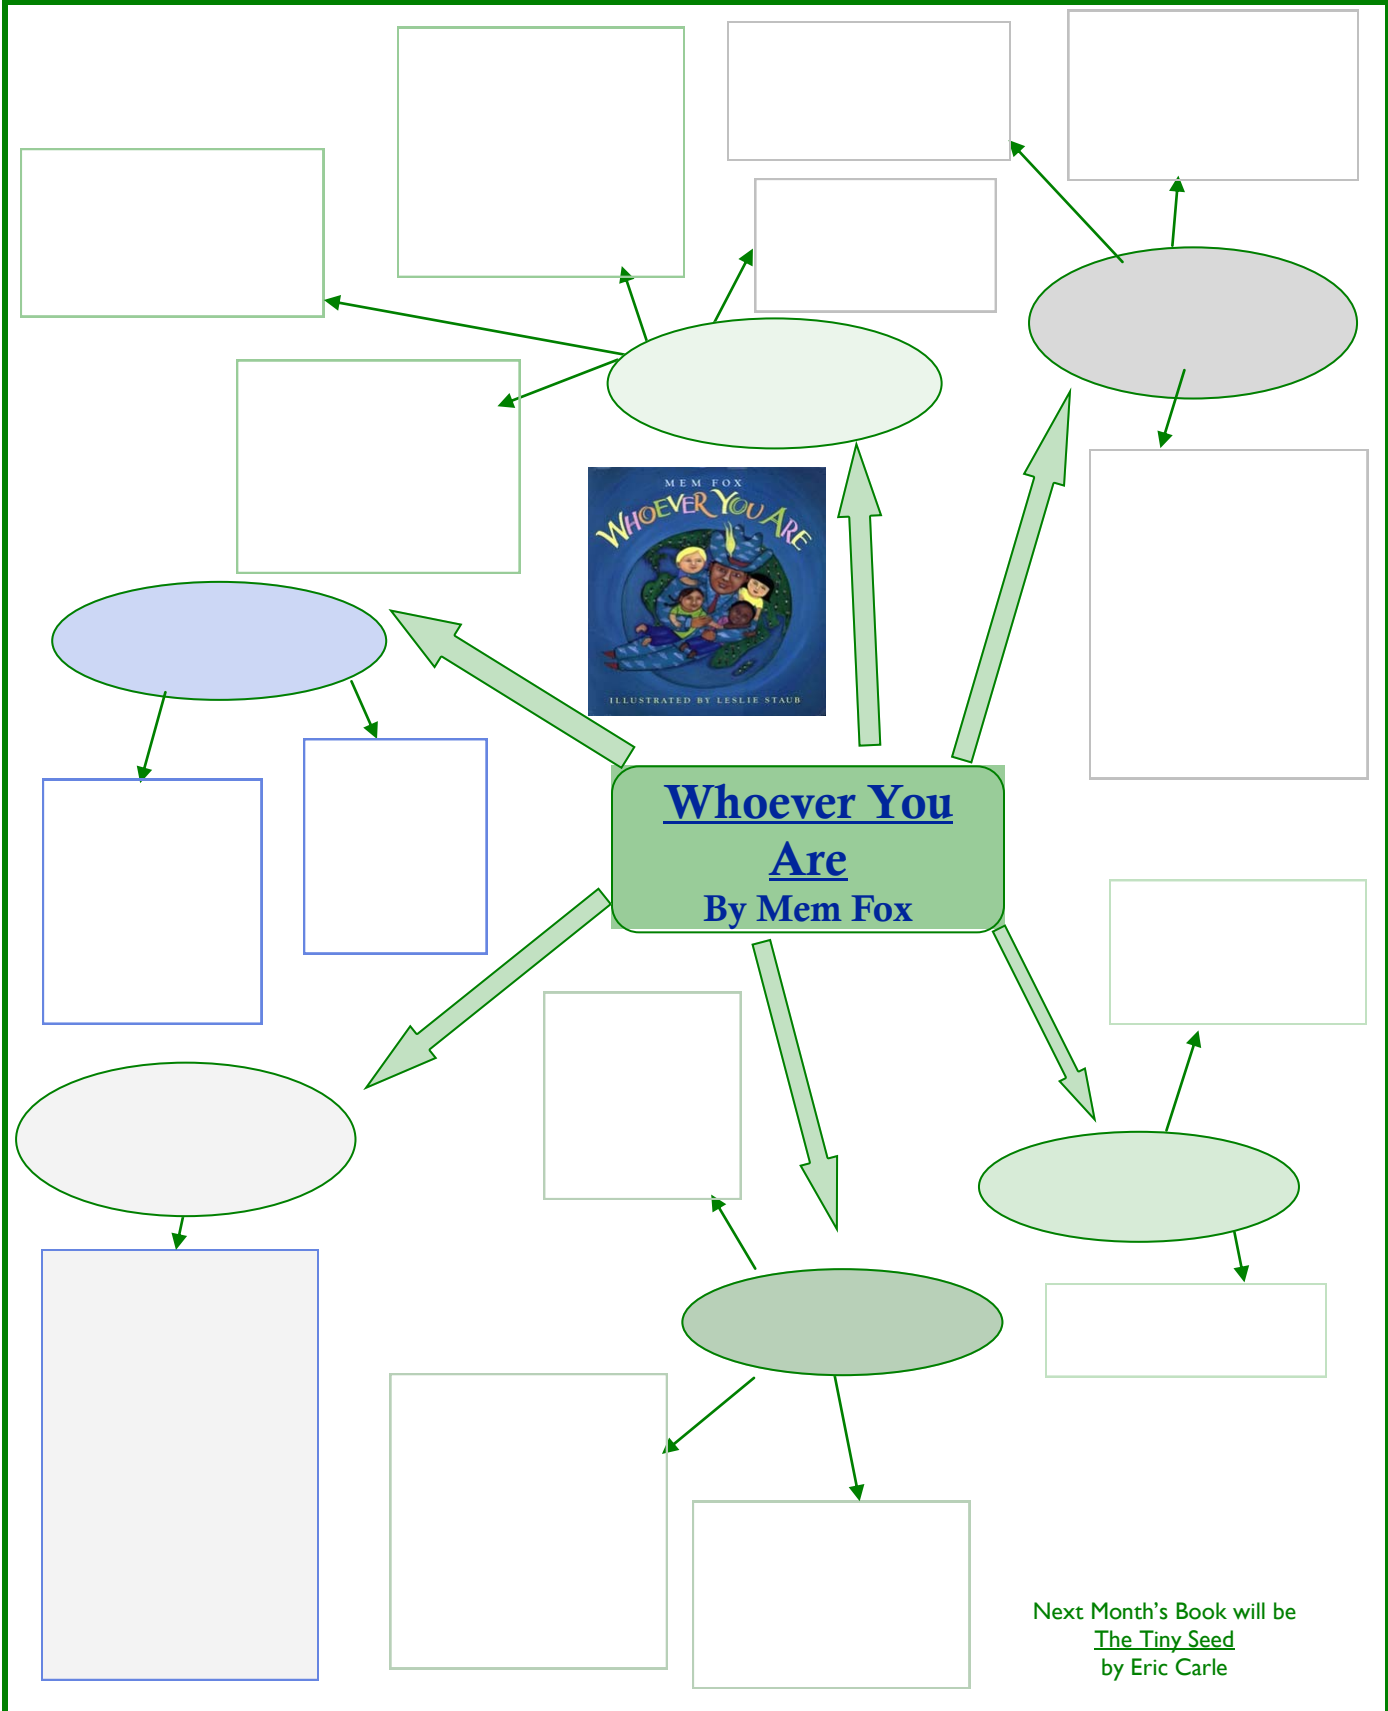 MEM FOX
WHOEVER YOU ARE
ILLUSTRATED BY LESLIE STAUB
Whoever You
Are
By Mem Fox
Next Month’s Book will be
The Tiny Seed
by Eric Carle